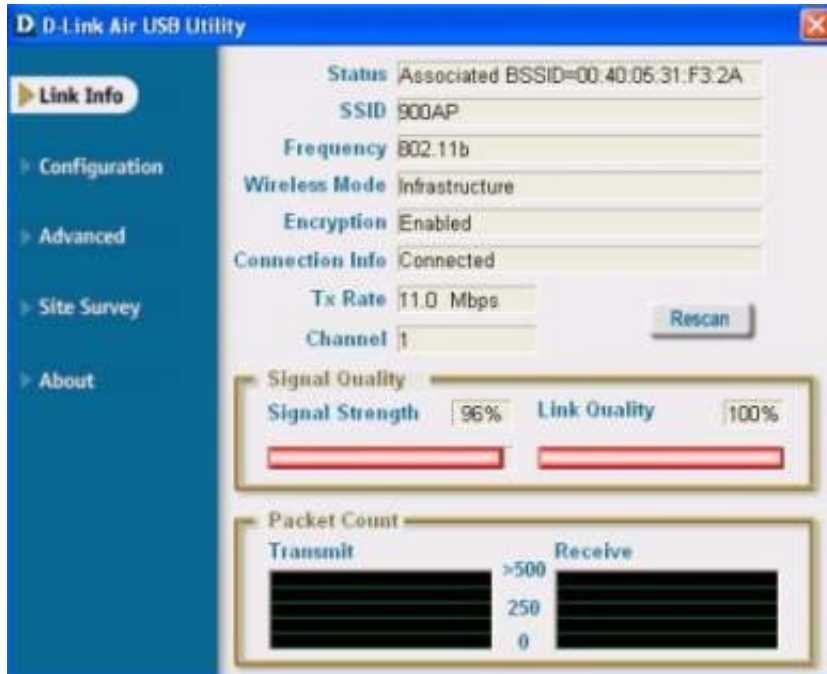 D D-Link Air USB Utility
Link Info
Configuration
Advanced
Site Survey
About
Status Associated BSSID=00:40:05:31:F3:2A
SSID 900AP
Frequency 802.11b
Wireless Mode Infrastructure
Encryption Enabled
Connection Info Connected
Tx Rate 11.0 Mbps
Channel 1
Rescan
Signal Quality
Signal Strength 96% Link Quality 100%
Packet Count
Transmit Receive
>500
250
0